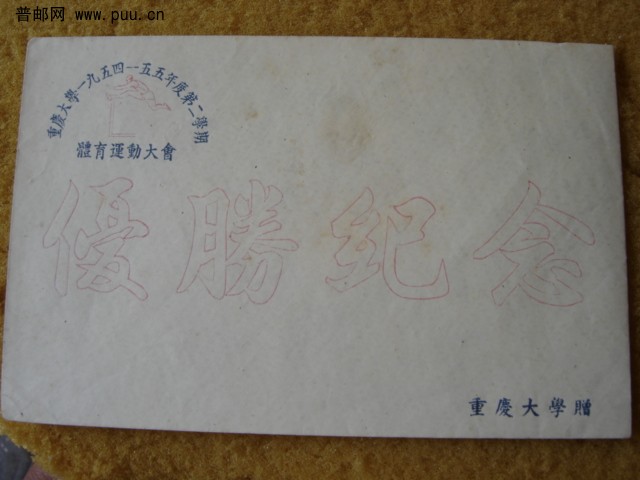 普邮网 www.puu.cn
重慶大學一九五四—五五年度第二學期
體育運動大會
優勝紀念
重慶大學贈